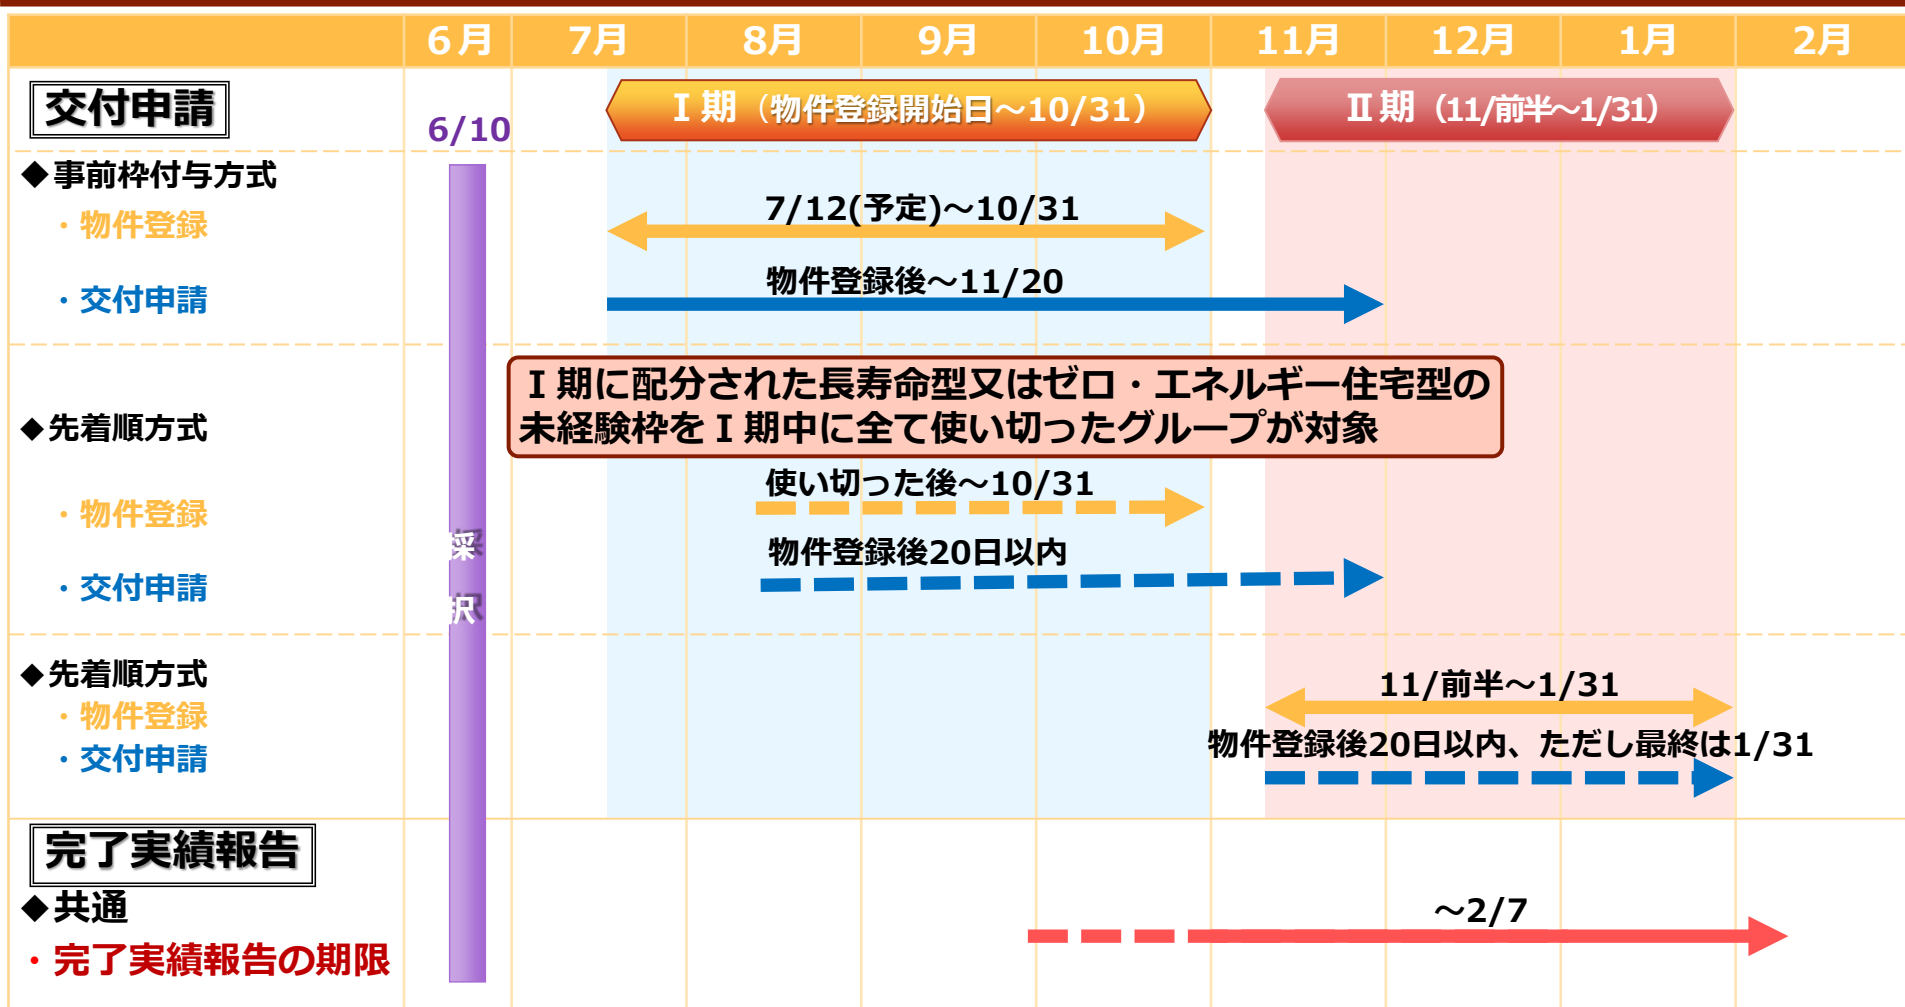 6月 7月 8月 9月 10月 11月 12月 1月 2月
交付申請
6/10
Ⅰ期（物件登録開始日～10/31）
Ⅱ期（11/前半～1/31）
◆事前枠付与方式
・物件登録
7/12(予定)～10/31
・交付申請
物件登録後～11/20
Ⅰ期に配分された長寿命型又はゼロ・エネルギー住宅型の
未経験枠をⅠ期中に全て使い切ったグループが対象
◆先着順方式
使い切った後～10/31
・物件登録
物件登録後20日以内
・交付申請
採
択
◆先着順方式
・物件登録
11/前半～1/31
・交付申請
物件登録後20日以内、ただし最終は1/31
完了実績報告
◆共通
～2/7
・完了実績報告の期限